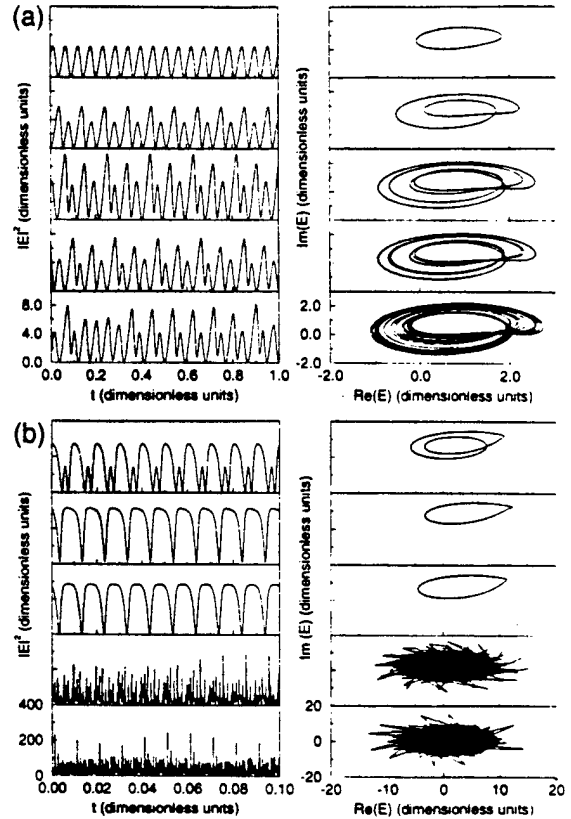 (a)
|E|² (dimensionless units)
8.0
4.0
0.0
0.0 0.2 0.4 0.6 0.8 1.0
t (dimensionless units)
Im(E) (dimensionless units)
2.0
0.0
-2.0
-2.0 0.0 2.0
Re(E) (dimensionless units)
(b)
|E|² (dimensionless units)
400
200
0
0.00 0.02 0.04 0.06 0.08 0.10
t (dimensionless units)
Im (E) (dimensionless units)
20
0
-20
-20 -10 0 10 20
Re(E) (dimensionless units)